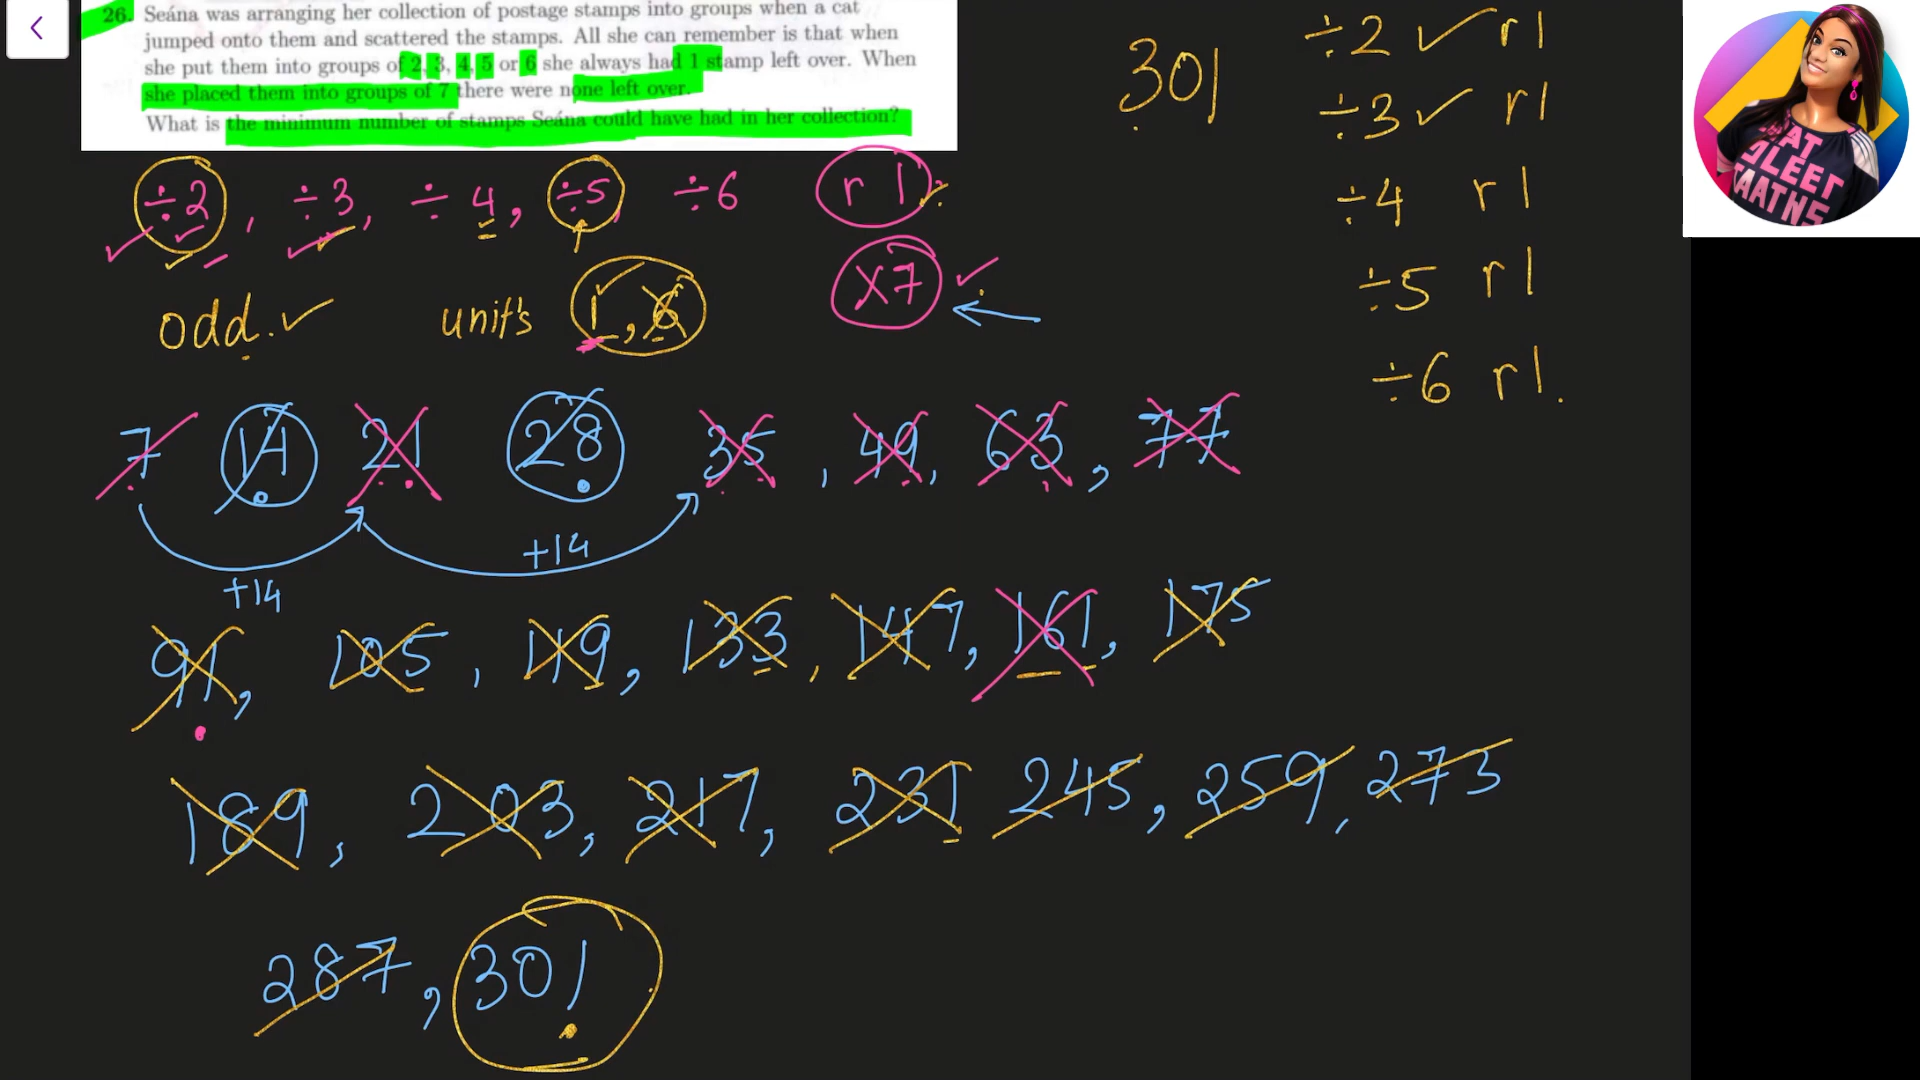 26. Seána was arranging her collection of postage stamps into groups when a cat
jumped onto them and scattered the stamps. All she can remember is that when
she put them into groups of 2, 3, 4, 5 or 6 she always had 1 stamp left over. When
she placed them into groups of 7 there were none left over.
What is the minimum number of stamps Seána could have had in her collection?
301
÷2 ✓ r1
÷3 ✓ r1
÷4 r1
÷5 r1
÷6 r1.
÷2, ÷3, ÷4, ÷5, ÷6 r1
odd. ✓ units 1, 6 x7 ✓
7 14 21 28 35, 49, 63, 77
+14 +14
91, 105, 119, 133, 147, 161, 175
189, 203, 217, 231 245, 259, 273
287, 301